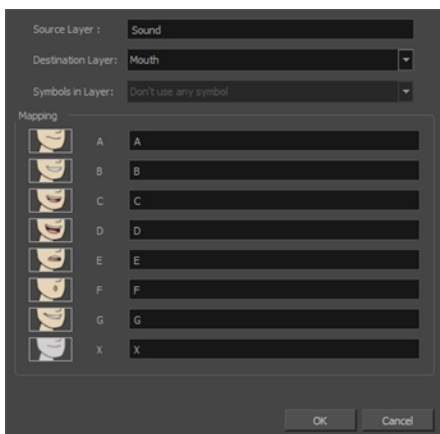 Source Layer : Sound
Destination Layer: Mouth
Symbols in Layer: Don't use any symbol
Mapping
A A
B B
C C
D D
E E
F F
G G
X X
OK Cancel